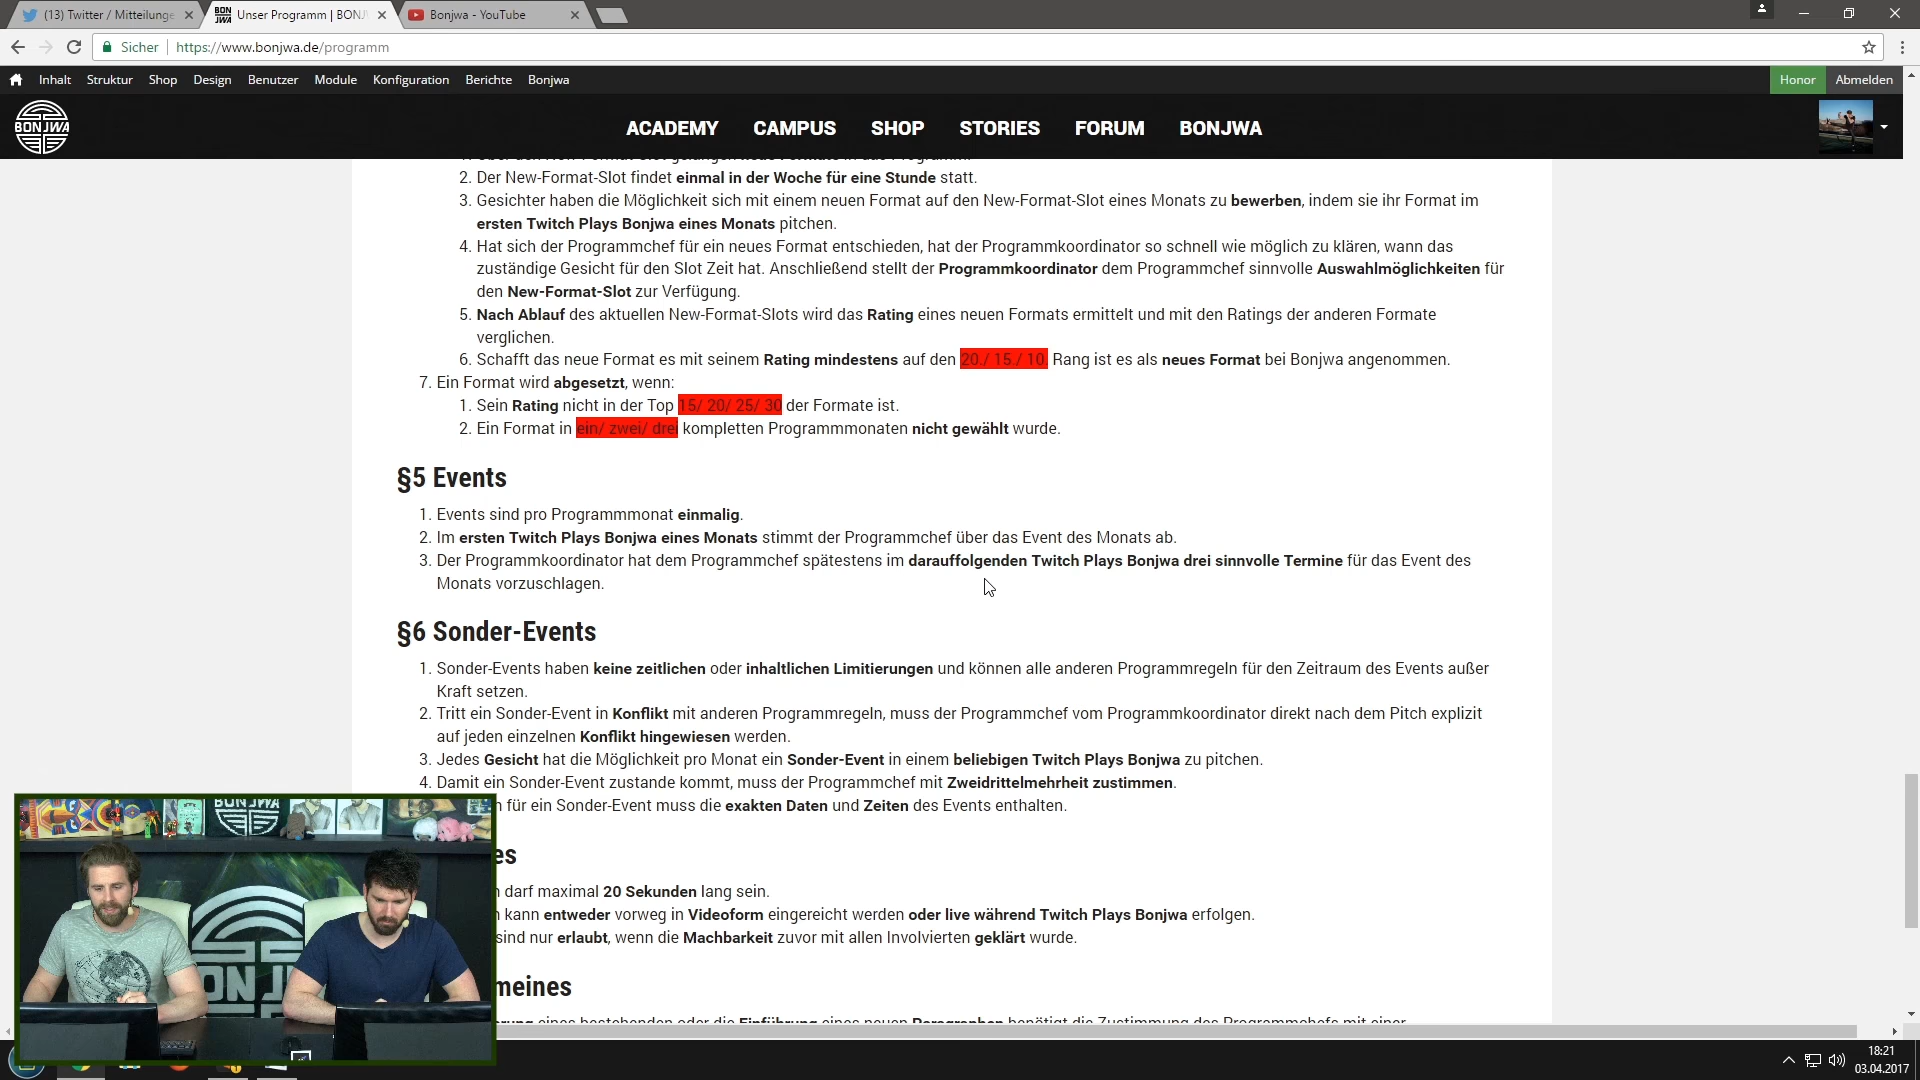 (13) Twitter / Mitteilunge
Unser Programm | BONJ
Bonjwa - YouTube
Sicher
https://www.bonjwa.de/programm
Inhalt Struktur Shop Design Benutzer Module Konfiguration Berichte Bonjwa
Honor Abmelden
BONJWA
ACADEMY CAMPUS SHOP STORIES FORUM BONJWA
2. Der New-Format-Slot findet einmal in der Woche für eine Stunde statt.
3. Gesichter haben die Möglichkeit sich mit einem neuen Format auf den New-Format-Slot eines Monats zu bewerben, indem sie ihr Format im
ersten Twitch Plays Bonjwa eines Monats pitchen.
4. Hat sich der Programmchef für ein neues Format entschieden, hat der Programmkoordinator so schnell wie möglich zu klären, wann das
zuständige Gesicht für den Slot Zeit hat. Anschließend stellt der Programmkoordinator dem Programmchef sinnvolle Auswahlmöglichkeiten für
den New-Format-Slot zur Verfügung.
5. Nach Ablauf des aktuellen New-Format-Slots wird das Rating eines neuen Formats ermittelt und mit den Ratings der anderen Formate
verglichen.
6. Schafft das neue Format es mit seinem Rating mindestens auf den 20./ 15./ 10. Rang ist es als neues Format bei Bonjwa angenommen.
7. Ein Format wird abgesetzt, wenn:
1. Sein Rating nicht in der Top 15/ 20/ 25/ 30 der Formate ist.
2. Ein Format in ein/ zwei/ drei kompletten Programmmonaten nicht gewählt wurde.
§5 Events
1. Events sind pro Programmmonat einmalig.
2. Im ersten Twitch Plays Bonjwa eines Monats stimmt der Programmchef über das Event des Monats ab.
3. Der Programmkoordinator hat dem Programmchef spätestens im darauffolgenden Twitch Plays Bonjwa drei sinnvolle Termine für das Event des
Monats vorzuschlagen.
§6 Sonder-Events
1. Sonder-Events haben keine zeitlichen oder inhaltlichen Limitierungen und können alle anderen Programmregeln für den Zeitraum des Events außer
Kraft setzen.
2. Tritt ein Sonder-Event in Konflikt mit anderen Programmregeln, muss der Programmchef vom Programmkoordinator direkt nach dem Pitch explizit
auf jeden einzelnen Konflikt hingewiesen werden.
3. Jedes Gesicht hat die Möglichkeit pro Monat ein Sonder-Event in einem beliebigen Twitch Plays Bonjwa zu pitchen.
4. Damit ein Sonder-Event zustande kommt, muss der Programmchef mit Zweidrittelmehrheit zustimmen.
n für ein Sonder-Event muss die exakten Daten und Zeiten des Events enthalten.
es
n darf maximal 20 Sekunden lang sein.
n kann entweder vorweg in Videoform eingereicht werden oder live während Twitch Plays Bonjwa erfolgen.
sind nur erlaubt, wenn die Machbarkeit zuvor mit allen Involvierten geklärt wurde.
meines
18:21
03.04.2017